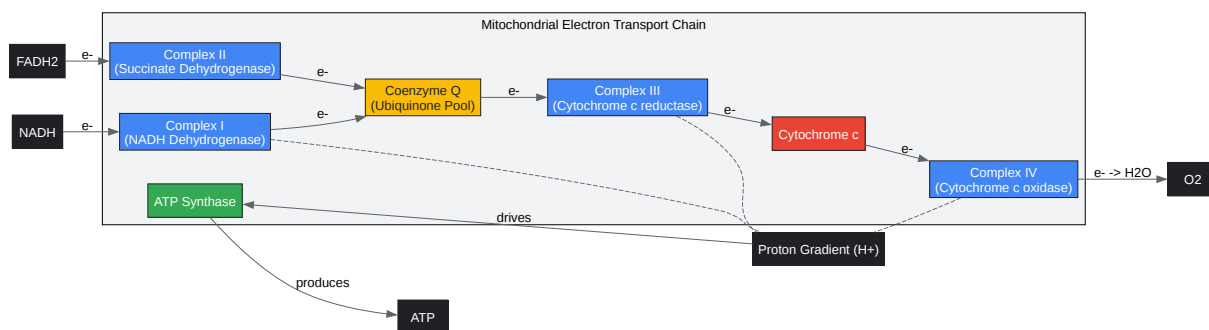 Mitochondrial Electron Transport Chain
FADH2
e-
Complex II
(Succinate Dehydrogenase)
e-
NADH
e-
Complex I
(NADH Dehydrogenase)
e-
Coenzyme Q
(Ubiquinone Pool)
e-
Complex III
(Cytochrome c reductase)
e-
Cytochrome c
e-
Complex IV
(Cytochrome c oxidase)
e- -> H2O
O2
ATP Synthase
drives
Proton Gradient (H+)
produces
ATP